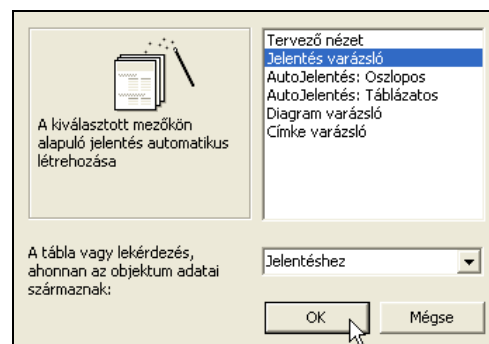 Tervező nézet
Jelentés varázsló
AutoJelentés: Oszlopos
AutoJelentés: Táblázatos
Diagram varázsló
Címke varázsló
A kiválasztott mezőkön
alapuló jelentés automatikus
létrehozása
A tábla vagy lekérdezés,
ahonnan az objektum adatai
származnak:
Jelentéshez
OK
Mégse